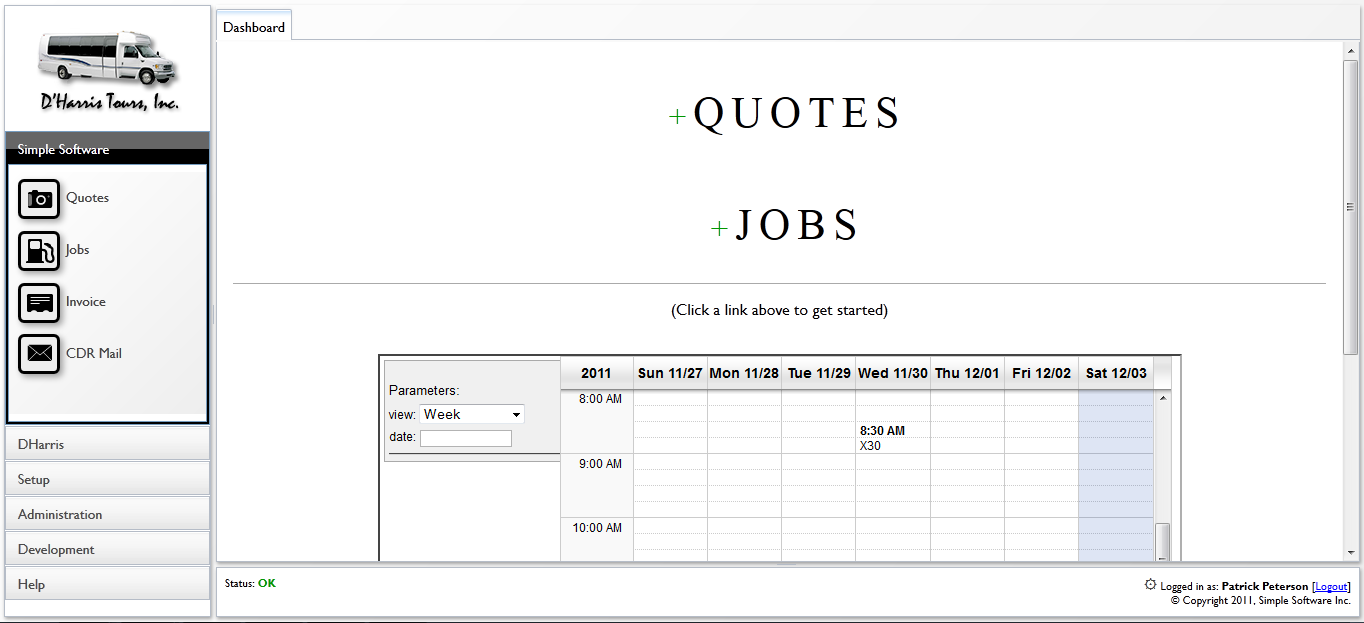 D'Harris Tours, Inc.
Simple Software
Quotes
Jobs
Invoice
CDR Mail
DHarris
Setup
Administration
Development
Help
Dashboard
+QUOTES
+JOBS
(Click a link above to get started)
Parameters:
view: Week
date:
2011 Sun 11/27 Mon 11/28 Tue 11/29 Wed 11/30 Thu 12/01 Fri 12/02 Sat 12/03
8:00 AM
8:30 AM
X30
9:00 AM
10:00 AM
Status: OK
Logged in as: Patrick Peterson [Logout]
© Copyright 2011, Simple Software Inc.